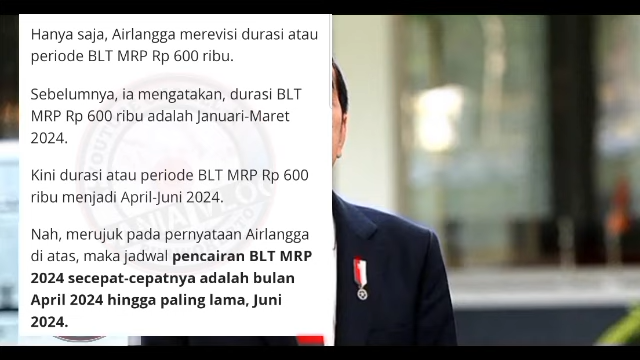 Hanya saja, Airlangga merevisi durasi atau
periode BLT MRP Rp 600 ribu.
Sebelumnya, ia mengatakan, durasi BLT
MRP Rp 600 ribu adalah Januari-Maret
2024.
Kini durasi atau periode BLT MRP Rp 600
ribu menjadi April-Juni 2024.
Nah, merujuk pada pernyataan Airlangga
di atas, maka jadwal pencairan BLT MRP
2024 secepat-cepatnya adalah bulan
April 2024 hingga paling lama, Juni
2024.